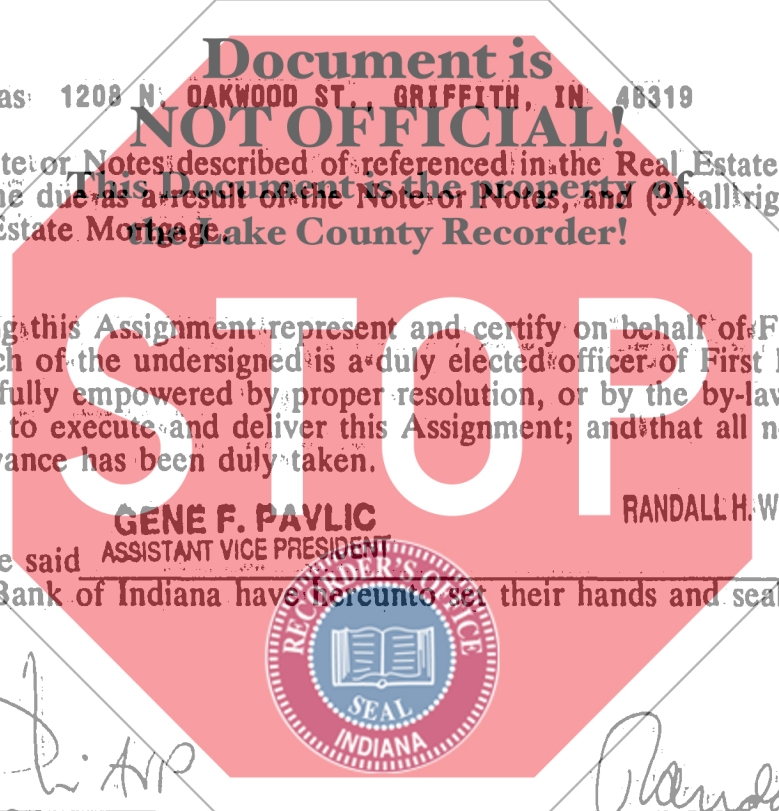 Document is
as 1208 N. OAKWOOD ST., GRIFFITH, IN 46319
NOT OFFICIAL!
te or Notes described of referenced in the Real Estate
This Document is the property of
e due as a result of the Note or Notes, and (3) all rig
Estate Mortgage.
the Lake County Recorder!
STOP
g this Assignment represent and certify on behalf of F
ch of the undersigned is a duly elected officer of First
fully empowered by proper resolution, or by the by-law
to execute and deliver this Assignment; and that all n
vance has been duly taken.
GENE F. PAVLIC
RANDALL H. W
ASSISTANT VICE PRESIDENT
e said
Bank of Indiana have hereunto set their hands and seal
RECORDER'S OFFICE
SEAL
INDIANA
AVP